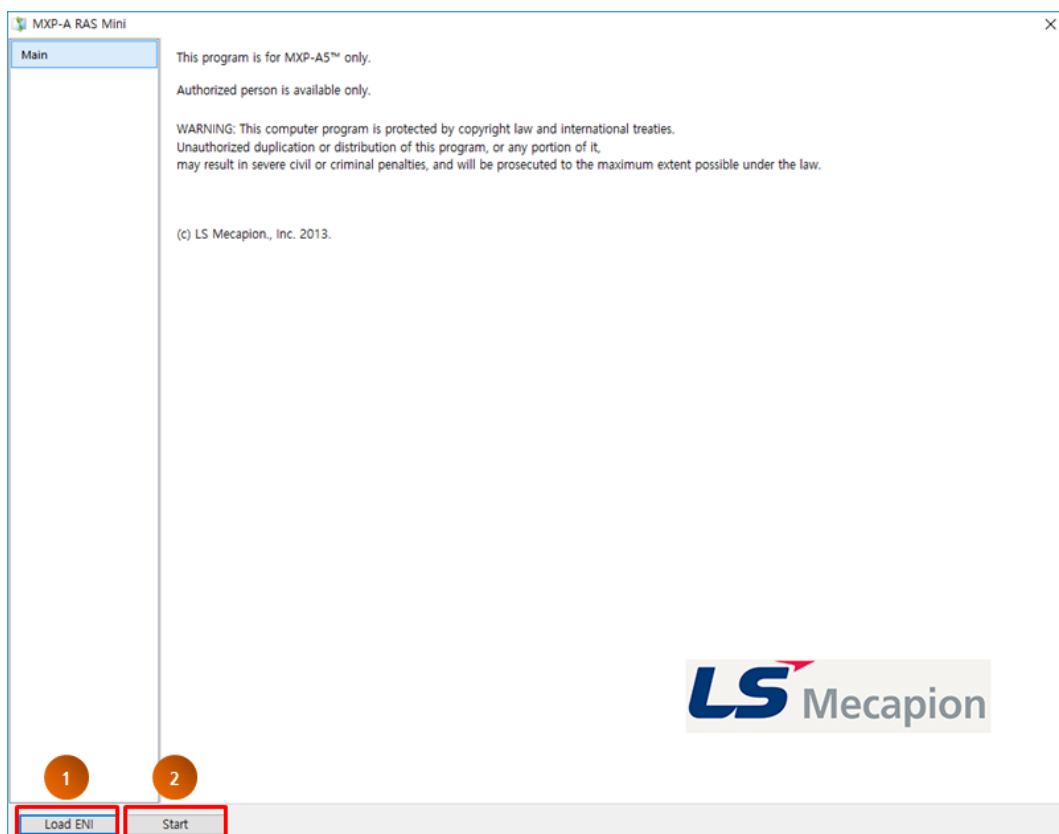 MXP-A RAS Mini
Main
This program is for MXP-A5™ only.
Authorized person is available only.
WARNING: This computer program is protected by copyright law and international treaties.
Unauthorized duplication or distribution of this program, or any portion of it,
may result in severe civil or criminal penalties, and will be prosecuted to the maximum extent possible under the law.
(c) LS Mecapion., Inc. 2013.
LS Mecapion
1 2
Load ENI Start